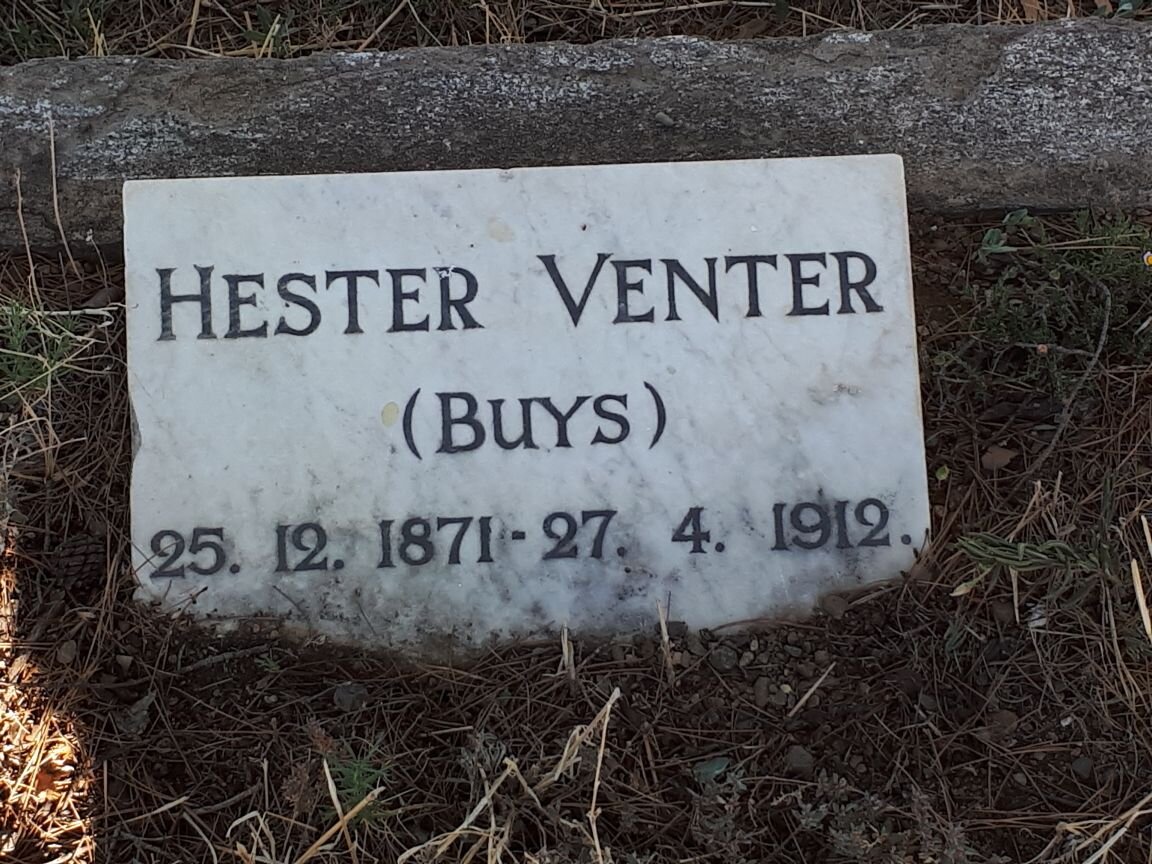 HESTER VENTER
(BUYS)
25. 12. 1871 - 27. 4. 1912.